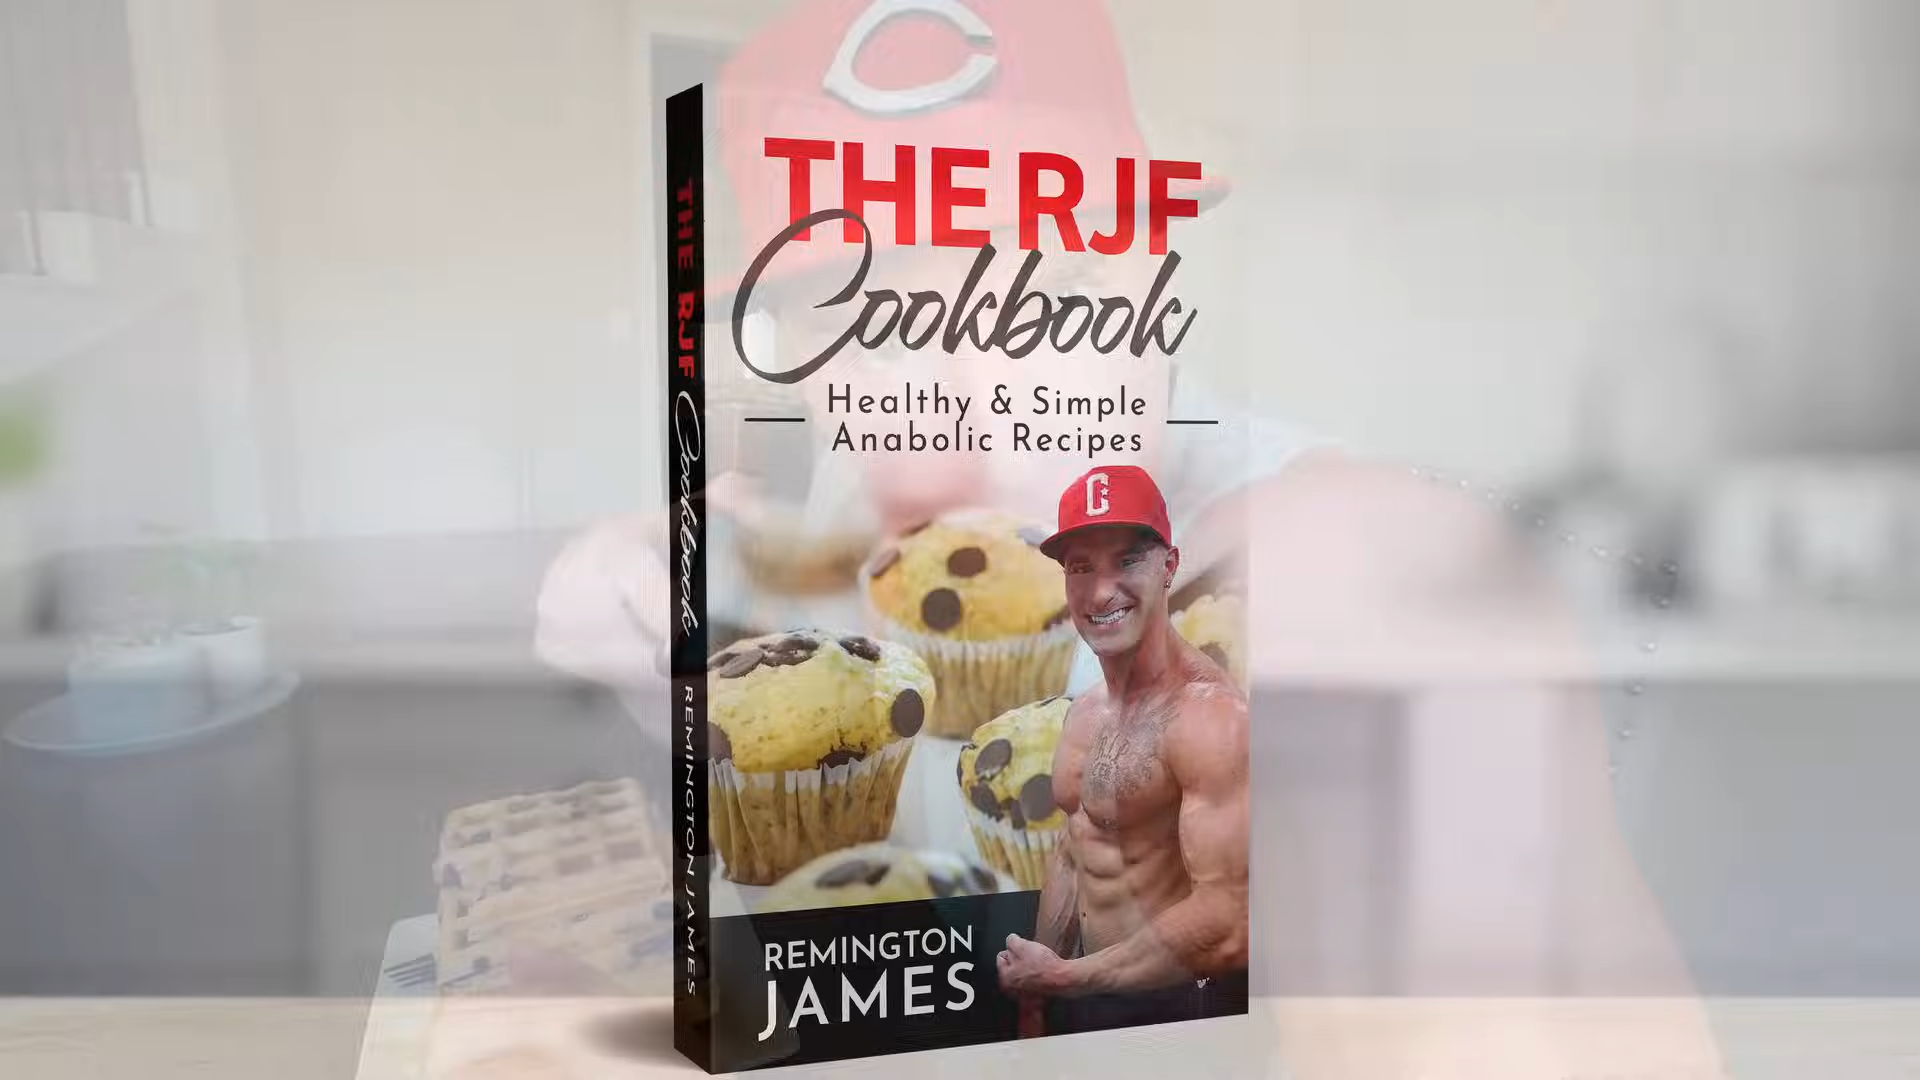 THE RJF
Cookbook
Healthy & Simple
Anabolic Recipes
REMINGTON
JAMES
THE RJF Cookbook REMINGTON JAMES
C
C